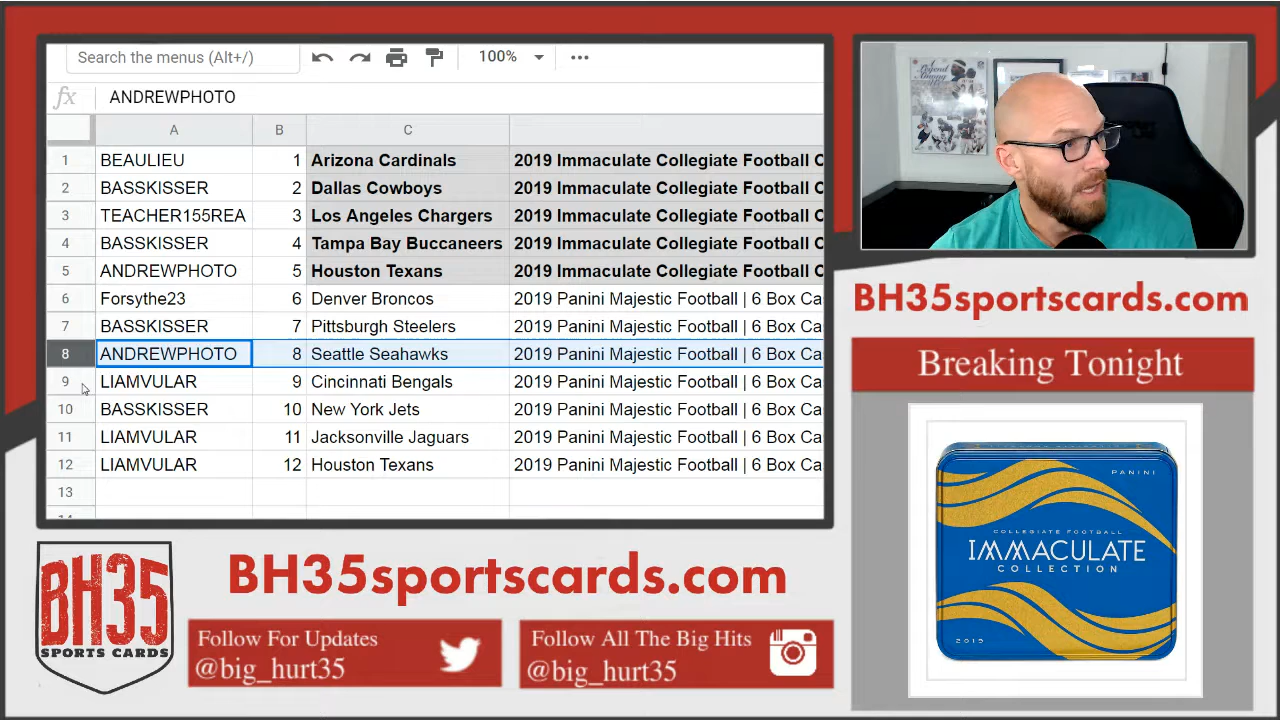 Search the menus (Alt+/)
100%
fx ANDREWPHOTO
A B C
1 BEAULIEU 1 Arizona Cardinals 2019 Immaculate Collegiate Football C
2 BASSKISSER 2 Dallas Cowboys 2019 Immaculate Collegiate Football C
3 TEACHER155REA 3 Los Angeles Chargers 2019 Immaculate Collegiate Football C
4 BASSKISSER 4 Tampa Bay Buccaneers 2019 Immaculate Collegiate Football C
5 ANDREWPHOTO 5 Houston Texans 2019 Immaculate Collegiate Football C
6 Forsythe23 6 Denver Broncos 2019 Panini Majestic Football | 6 Box Ca
7 BASSKISSER 7 Pittsburgh Steelers 2019 Panini Majestic Football | 6 Box Ca
8 ANDREWPHOTO 8 Seattle Seahawks 2019 Panini Majestic Football | 6 Box Ca
9 LIAMVULAR 9 Cincinnati Bengals 2019 Panini Majestic Football | 6 Box Ca
10 BASSKISSER 10 New York Jets 2019 Panini Majestic Football | 6 Box Ca
11 LIAMVULAR 11 Jacksonville Jaguars 2019 Panini Majestic Football | 6 Box Ca
12 LIAMVULAR 12 Houston Texans 2019 Panini Majestic Football | 6 Box Ca
13
BH35sportscards.com
Breaking Tonight
PANINI
COLLEGIATE FOOTBALL
IMMACULATE
COLLECTION
2019
BH35
SPORTS CARDS
BH35sportscards.com
Follow For Updates
@big_hurt35
Follow All The Big Hits
@big_hurt35